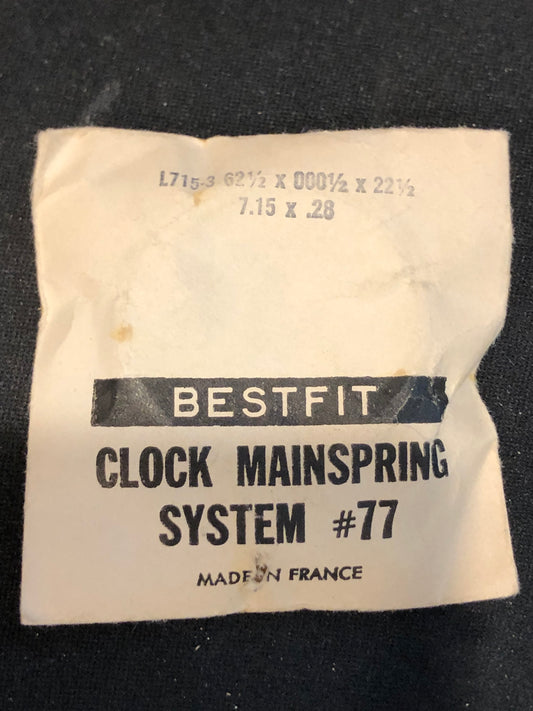 L715-3 62½ X 000½ X 22½
7.15 X .28
BESTFIT
CLOCK MAINSPRING
SYSTEM #77
MADE IN FRANCE